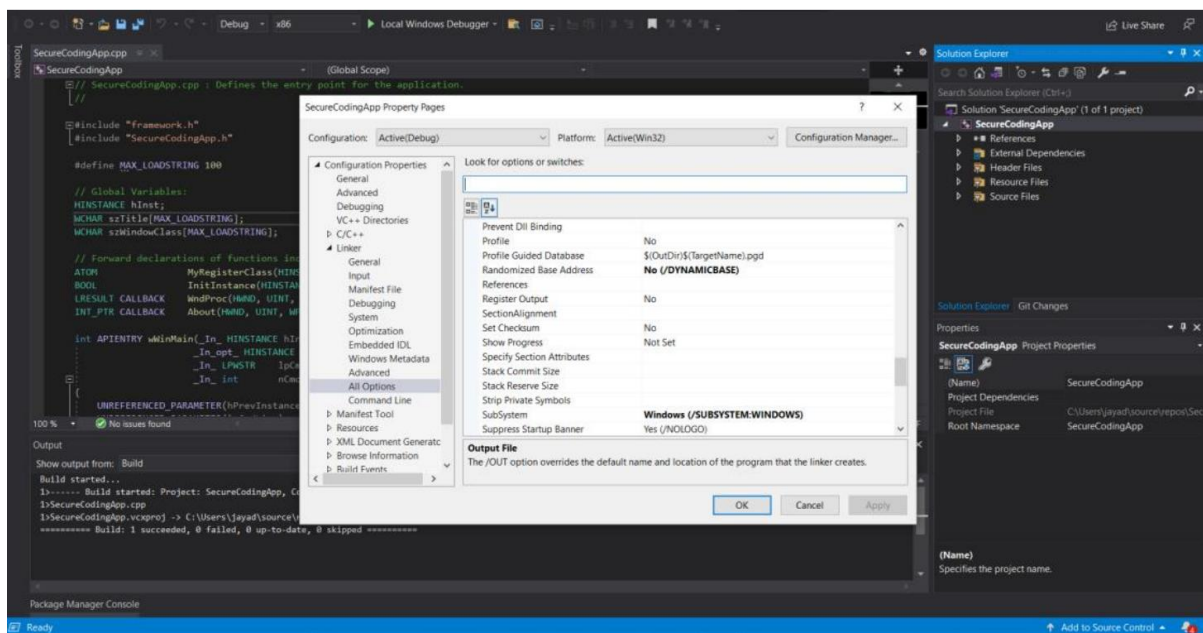 Debug
x86
Local Windows Debugger
Live Share
Toolbox
SecureCodingApp.cpp
SecureCodingApp
(Global Scope)
// SecureCodingApp.cpp : Defines the entry point for the application.
//
#include "framework.h"
#include "SecureCodingApp.h"
#define MAX_LOADSTRING 100
// Global Variables:
HINSTANCE hInst;
WCHAR szTitle[MAX_LOADSTRING];
WCHAR szWindowClass[MAX_LOADSTRING];
// Forward declarations of functions inc
ATOM MyRegisterClass(HINS
BOOL InitInstance(HINSTAN
LRESULT CALLBACK WndProc(HWND, UINT,
INT_PTR CALLBACK About(HWND, UINT, WP
int APIENTRY wWinMain(_In_ HINSTANCE hIn
_In_opt_ HINSTANCE
_In_ LPWSTR lpCm
_In_ int nCmd
{
UNREFERENCED_PARAMETER(hPrevInstance
100 %
No issues found
Output
Show output from: Build
Build started...
1>------ Build started: Project: SecureCodingApp, Co
1>SecureCodingApp.cpp
1>SecureCodingApp.vcxproj -> C:\Users\jayad\source\
========== Build: 1 succeeded, 0 failed, 0 up-to-date, 0 skipped ==========
Package Manager Console
Ready
Add to Source Control
SecureCodingApp Property Pages
? ×
Configuration: Active(Debug)
Platform: Active(Win32)
Configuration Manager...
Configuration Properties
General
Advanced
Debugging
VC++ Directories
C/C++
Linker
General
Input
Manifest File
Debugging
System
Optimization
Embedded IDL
Windows Metadata
Advanced
All Options
Command Line
Manifest Tool
Resources
XML Document Generatc
Browse Information
Build Events
Look for options or switches:
Prevent Dll Binding
Profile No
Profile Guided Database $(OutDir)$(TargetName).pgd
Randomized Base Address No (/DYNAMICBASE)
References
Register Output No
SectionAlignment
Set Checksum No
Show Progress Not Set
Specify Section Attributes
Stack Commit Size
Stack Reserve Size
Strip Private Symbols
SubSystem Windows (/SUBSYSTEM:WINDOWS)
Suppress Startup Banner Yes (/NOLOGO)
Output File
The /OUT option overrides the default name and location of the program that the linker creates.
OK
Cancel
Apply
Solution Explorer
Search Solution Explorer (Ctrl+;)
Solution 'SecureCodingApp' (1 of 1 project)
SecureCodingApp
References
External Dependencies
Header Files
Resource Files
Source Files
Solution Explorer Git Changes
Properties
SecureCodingApp Project Properties
(Name) SecureCodingApp
Project Dependencies
Project File C:\Users\jayad\source\repos\Sec
Root Namespace SecureCodingApp
(Name)
Specifies the project name.